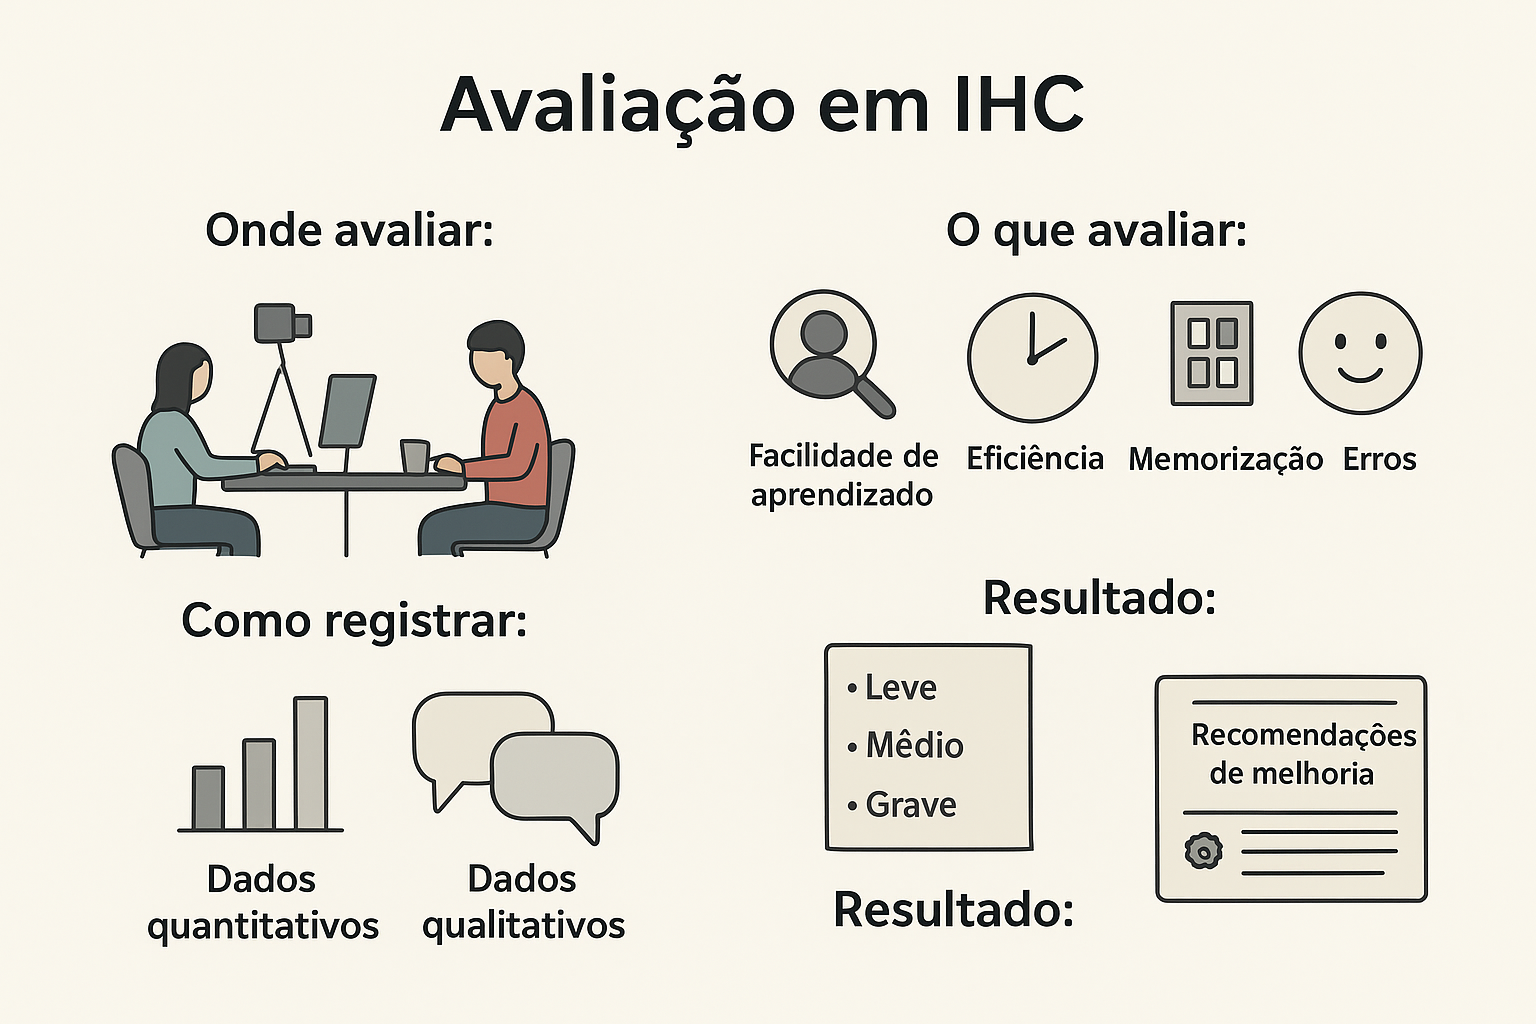 Avaliação em IHC
Onde avaliar:
O que avaliar:
Facilidade de
aprendizado
Eficiência
Memorização
Erros
Como registrar:
Dados
quantitativos
Dados
qualitativos
Resultado:
• Leve
• Mêdio
• Grave
Resultado:
Recomendações
de melhoria